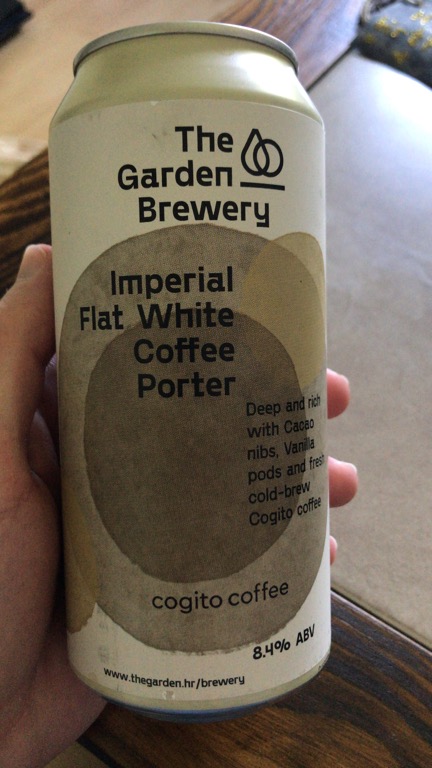 The
Garden
Brewery
Imperial
Flat White
Coffee
Porter
Deep and rich
with Cacao
nibs, Vanilla
pods and fresh
cold-brew
Cogito coffee
cogito coffee
8.4% ABV
www.thegarden.hr/brewery